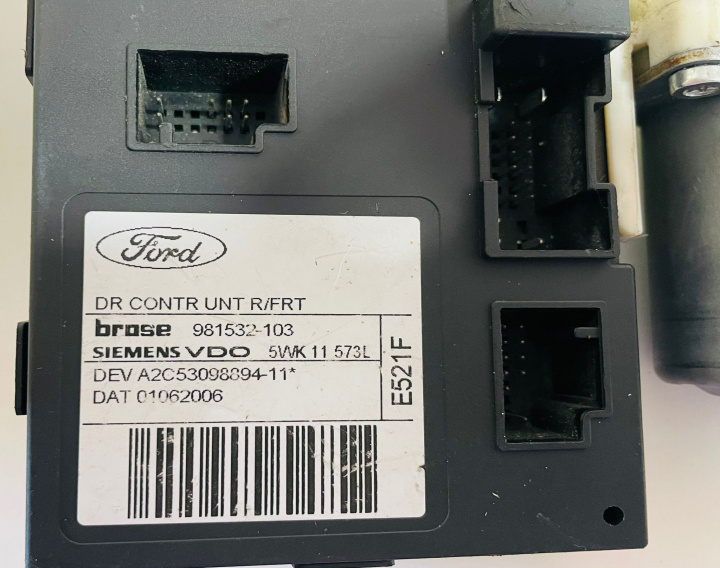 Ford
DR CONTR UNT R/FRT
brose 981532-103
SIEMENS VDO 5WK 11 573L
DEV A2C53098894-11*
DAT 01062006
E521F